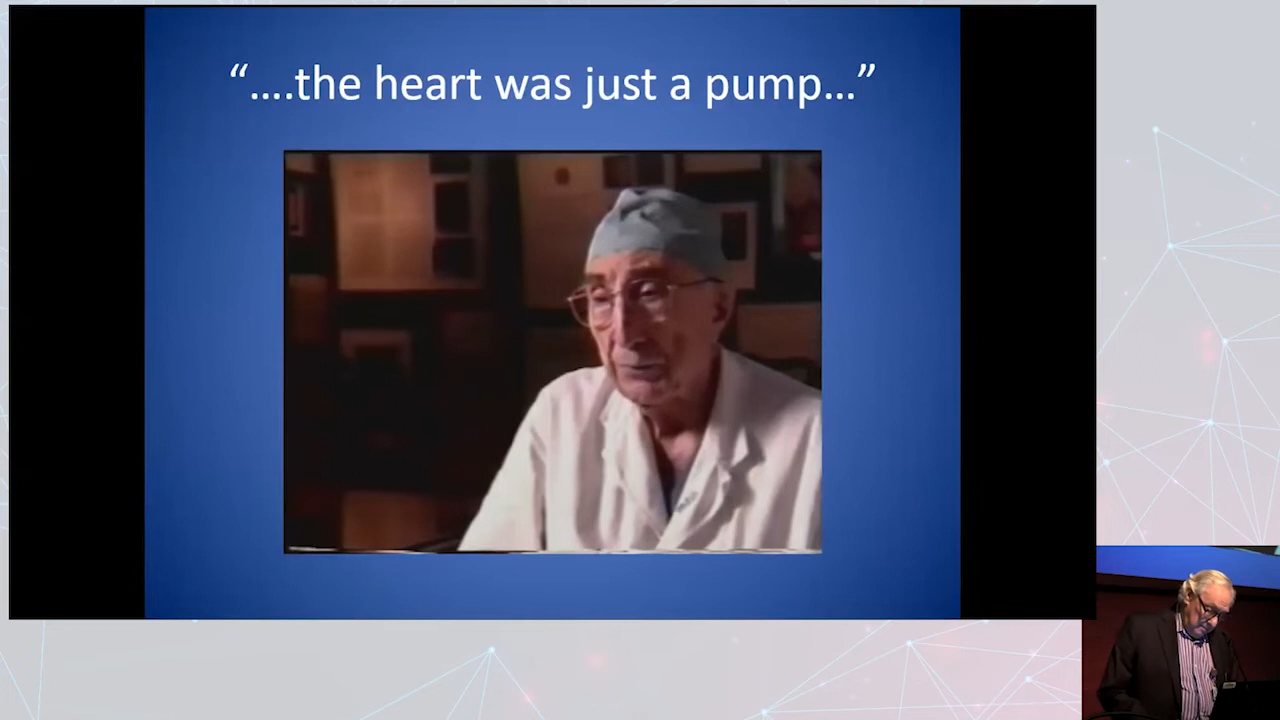 “….the heart was just a pump…”